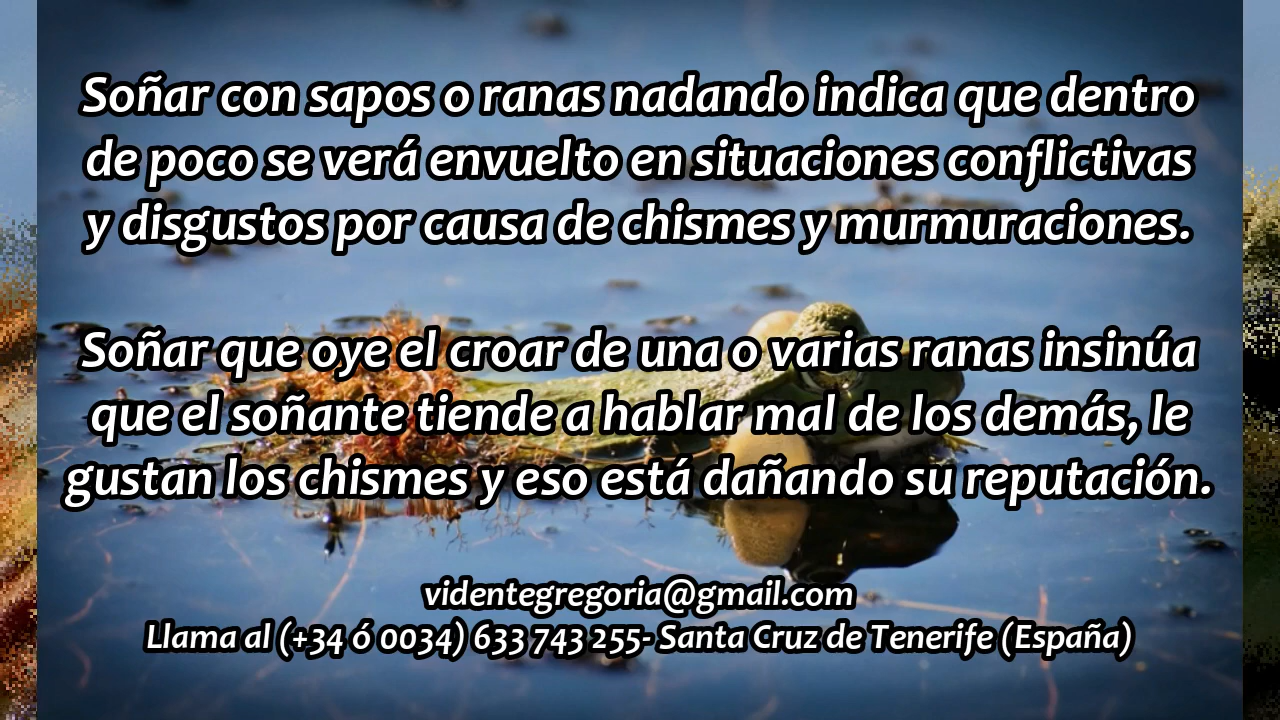 Soñar con sapos o ranas nadando indica que dentro
de poco se verá envuelto en situaciones conflictivas
y disgustos por causa de chismes y murmuraciones.
Soñar que oye el croar de una o varias ranas insinúa
que el soñante tiende a hablar mal de los demás, le
gustan los chismes y eso está dañando su reputación.
videntegregoria@gmail.com
Llama al (+34 ó 0034) 633 743 255- Santa Cruz de Tenerife (España)